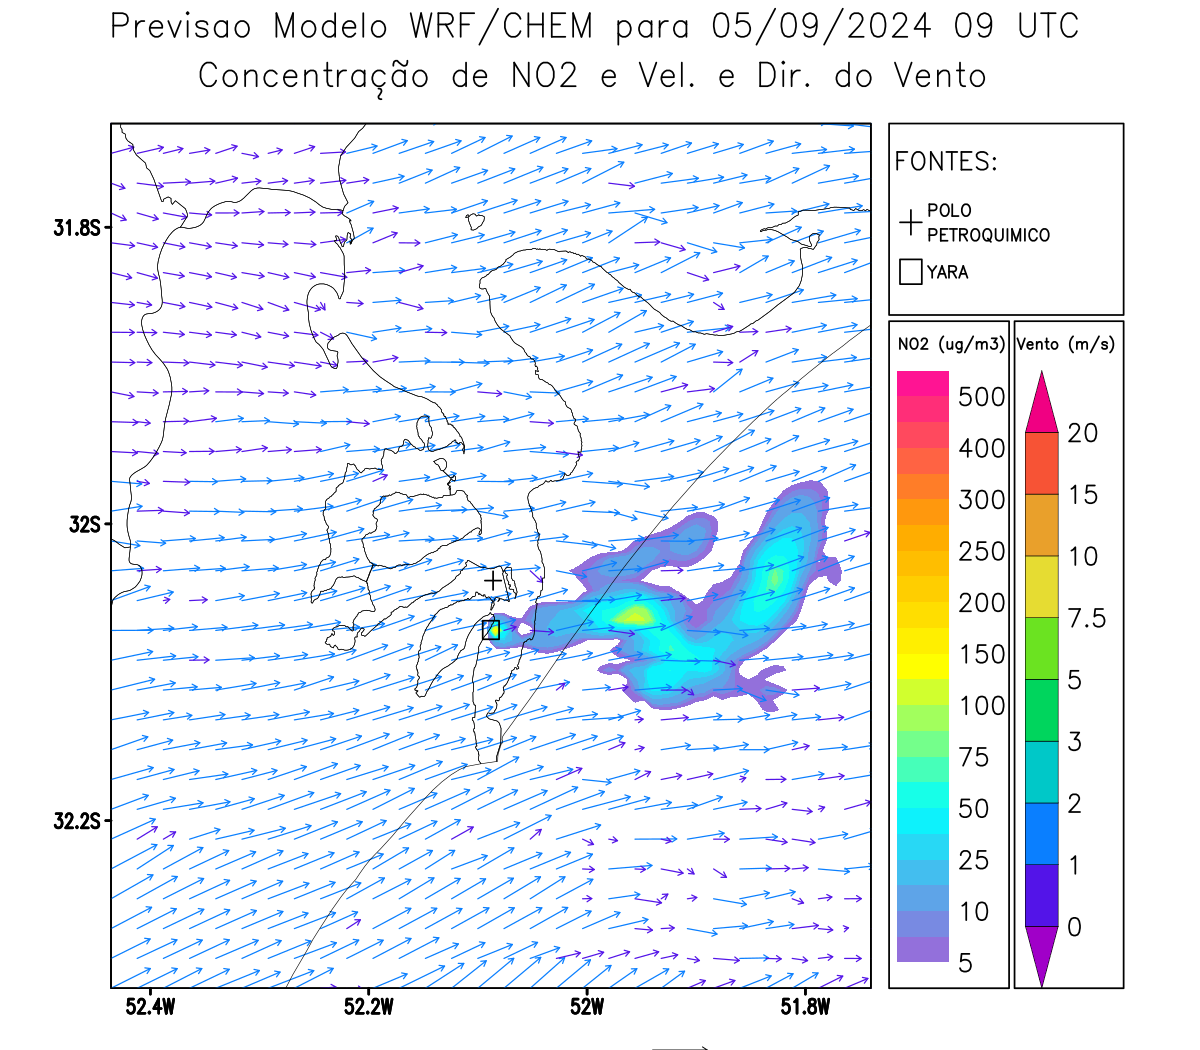 Previsao Modelo WRF/CHEM para 05/09/2024 09 UTC
Concentração de NO2 e Vel. e Dir. do Vento
FONTES:
POLO
PETROQUIMICO
YARA
NO2 (ug/m3)
500
400
300
250
200
150
100
75
50
25
10
5
Vento (m/s)
20
15
10
7.5
5
3
2
1
0
31.8S
32S
32.2S
52.4W
52.2W
52W
51.8W